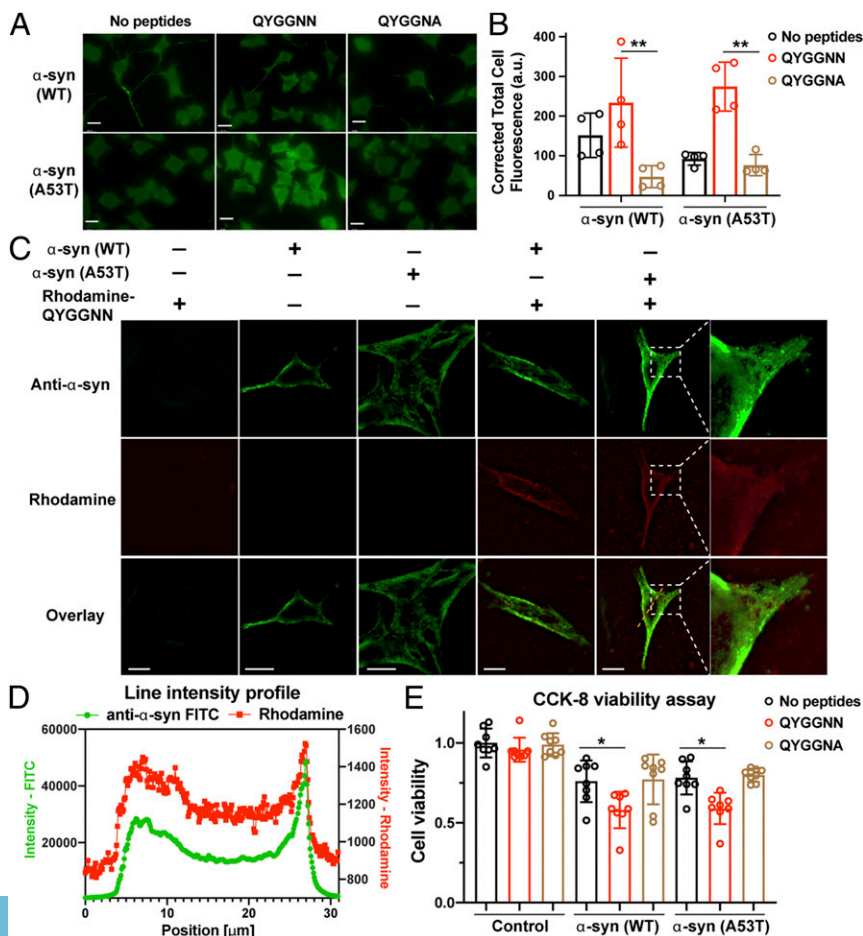 A
No peptides QYGGNN QYGGNA
α-syn
(WT)
α-syn
(A53T)
B
Corrected Total Cell
Fluorescence (a.u.)
400
300
200
100
0
** **
No peptides
QYGGNN
QYGGNA
α-syn (WT) α-syn (A53T)
C
α-syn (WT) − + − + −
α-syn (A53T) − − + − +
Rhodamine-
QYGGNN + − − + +
Anti-α-syn
Rhodamine
Overlay
D
Line intensity profile
anti-α-syn FITC Rhodamine
Intensity - FITC
60000
40000
20000
1600
1400
1200
1000
800
Intensity - Rhodamine
0 10 20 30
Position [μm]
E
CCK-8 viability assay
Cell viability
1.0
0.5
0.0
* *
No peptides
QYGGNN
QYGGNA
Control α-syn (WT) α-syn (A53T)